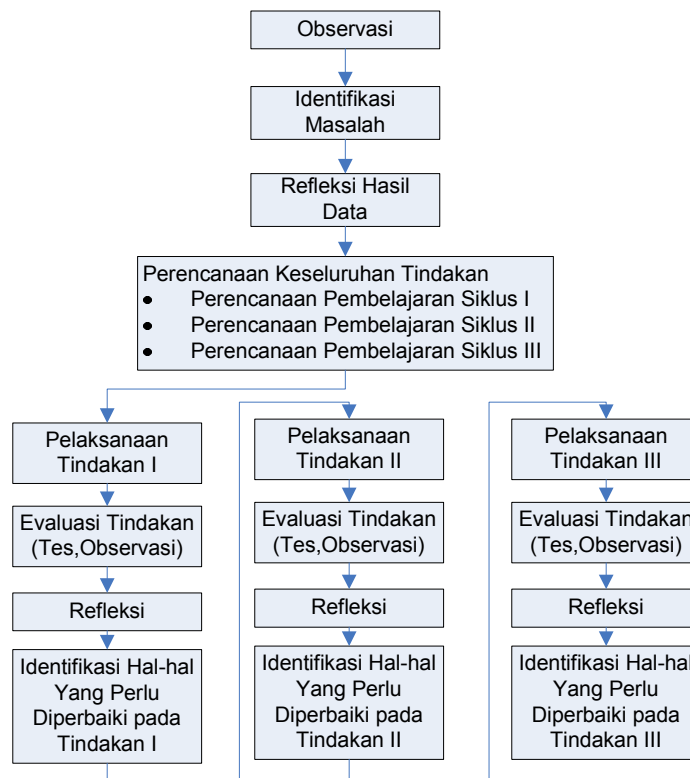 Observasi
Identifikasi
Masalah
Refleksi Hasil
Data
Perencanaan Keseluruhan Tindakan
• Perencanaan Pembelajaran Siklus I
• Perencanaan Pembelajaran Siklus II
• Perencanaan Pembelajaran Siklus III
Pelaksanaan
Tindakan I
Evaluasi Tindakan
(Tes,Observasi)
Refleksi
Identifikasi Hal-hal
Yang Perlu
Diperbaiki pada
Tindakan I
Pelaksanaan
Tindakan II
Evaluasi Tindakan
(Tes,Observasi)
Refleksi
Identifikasi Hal-hal
Yang Perlu
Diperbaiki pada
Tindakan II
Pelaksanaan
Tindakan III
Evaluasi Tindakan
(Tes,Observasi)
Refleksi
Identifikasi Hal-hal
Yang Perlu
Diperbaiki pada
Tindakan III